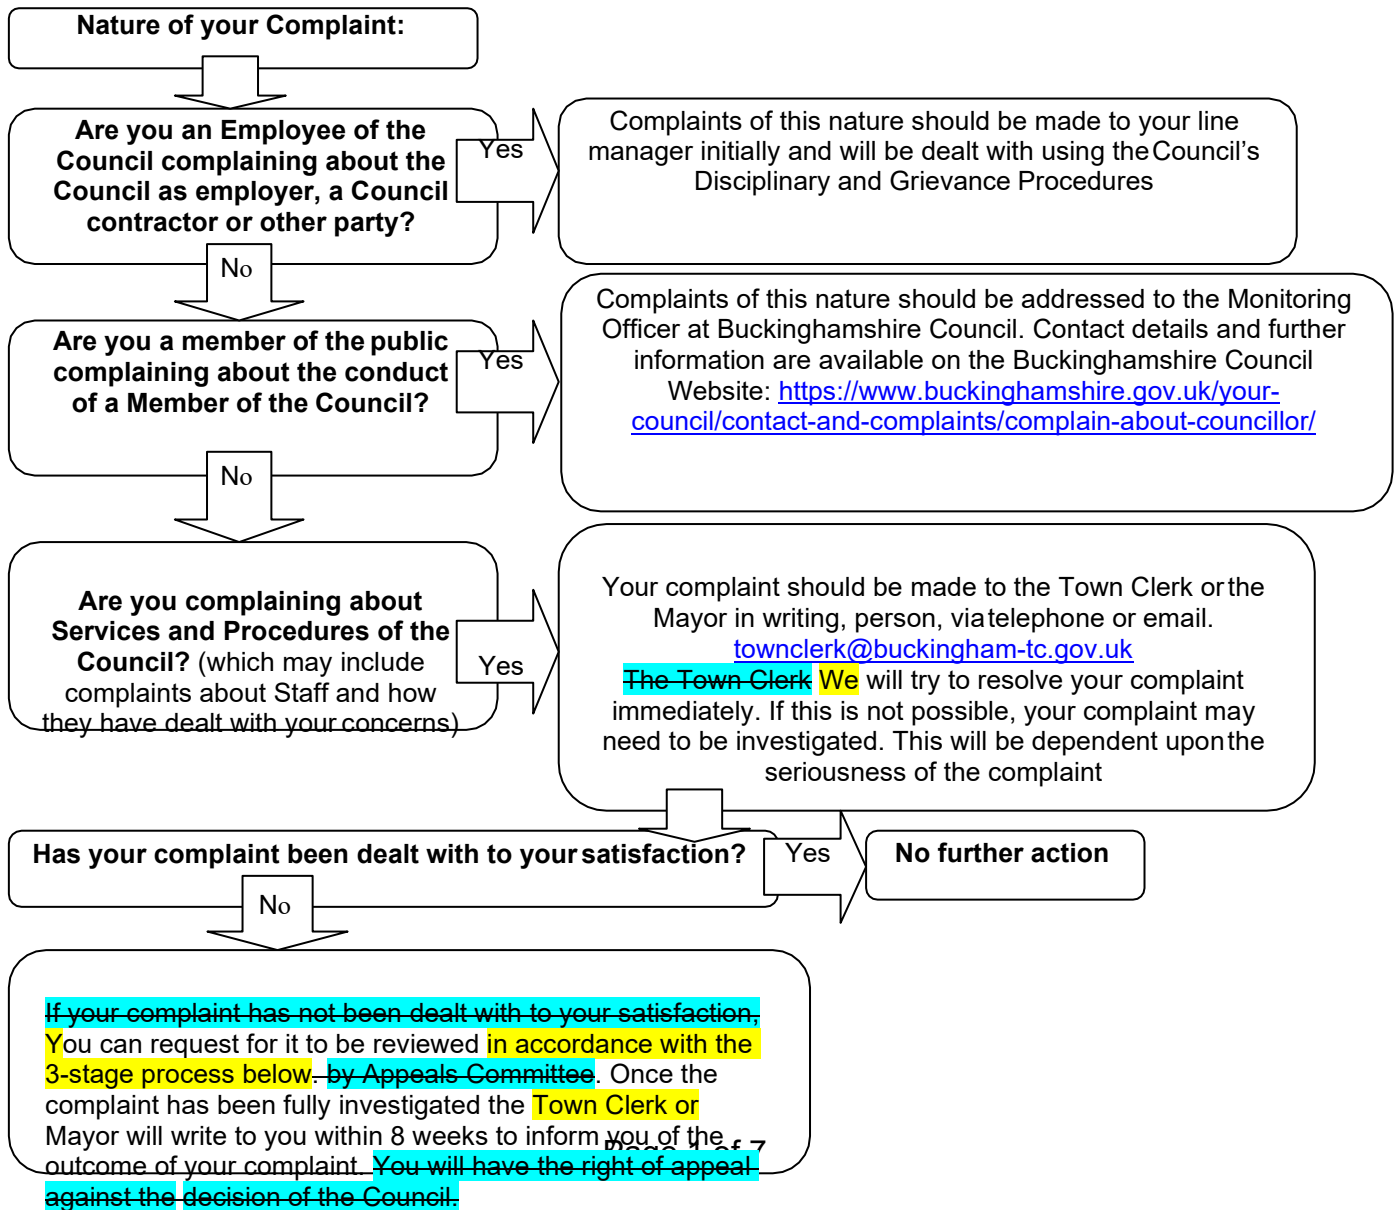 Nature of your Complaint:
Are you an Employee of the
Council complaining about the
Council as employer, a Council
contractor or other party?
Yes
Complaints of this nature should be made to your line
manager initially and will be dealt with using the Council's
Disciplinary and Grievance Procedures
No
Are you a member of the public
complaining about the conduct
of a Member of the Council?
Yes
Complaints of this nature should be addressed to the Monitoring
Officer at Buckinghamshire Council. Contact details and further
information are available on the Buckinghamshire Council
Website: https://www.buckinghamshire.gov.uk/your-
council/contact-and-complaints/complain-about-councillor/
No
Are you complaining about
Services and Procedures of the
Council? (which may include
complaints about Staff and how
they have dealt with your concerns)
Yes
Your complaint should be made to the Town Clerk or the
Mayor in writing, person, via telephone or email.
townclerk@buckingham-tc.gov.uk
The Town Clerk We will try to resolve your complaint
immediately. If this is not possible, your complaint may
need to be investigated. This will be dependent upon the
seriousness of the complaint
Has your complaint been dealt with to your satisfaction?
Yes
No further action
No
If your complaint has not been dealt with to your satisfaction,
You can request for it to be reviewed in accordance with the
3-stage process below. by Appeals Committee. Once the
complaint has been fully investigated the Town Clerk or
Mayor will write to you within 8 weeks to inform you of the
outcome of your complaint. You will have the right of appeal
against the decision of the Council.
Page 1 of 7